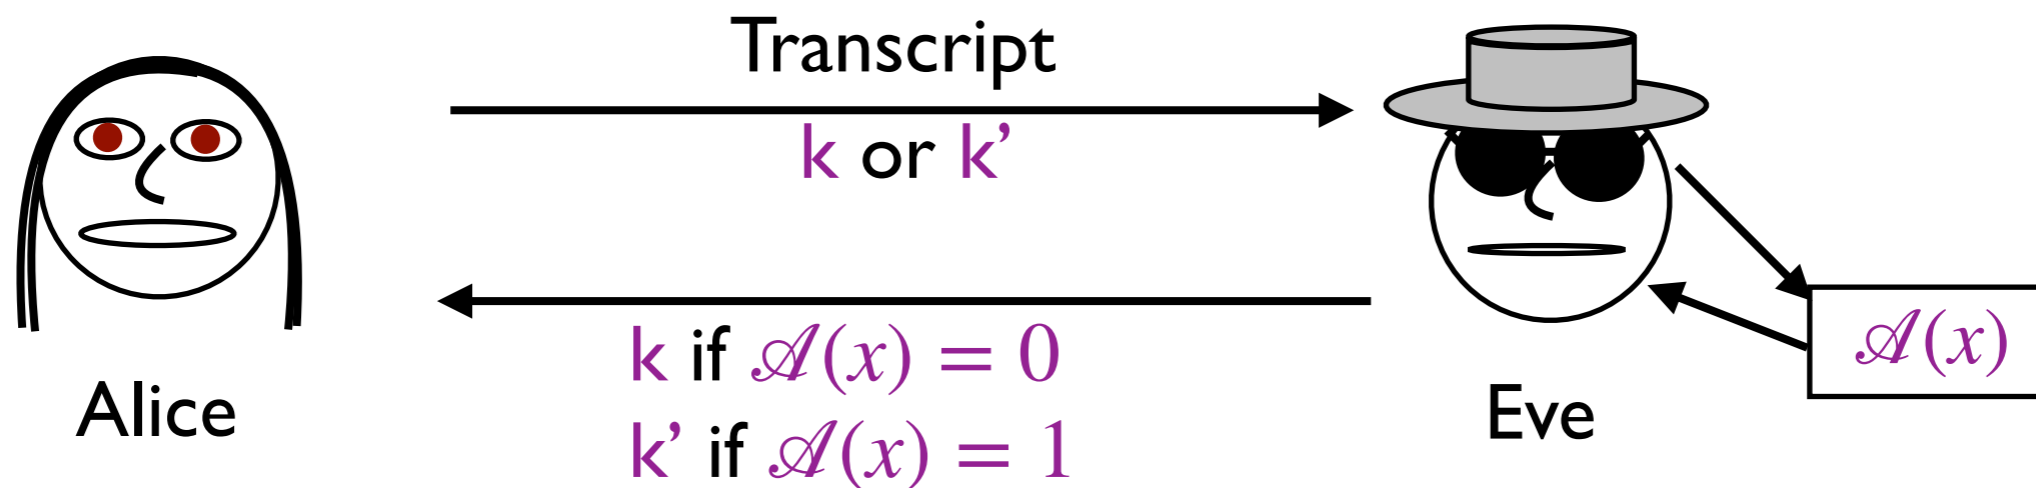 Transcript
k or k’
k if 𝒜(x) = 0
k’ if 𝒜(x) = 1
Alice
Eve
𝒜(x)